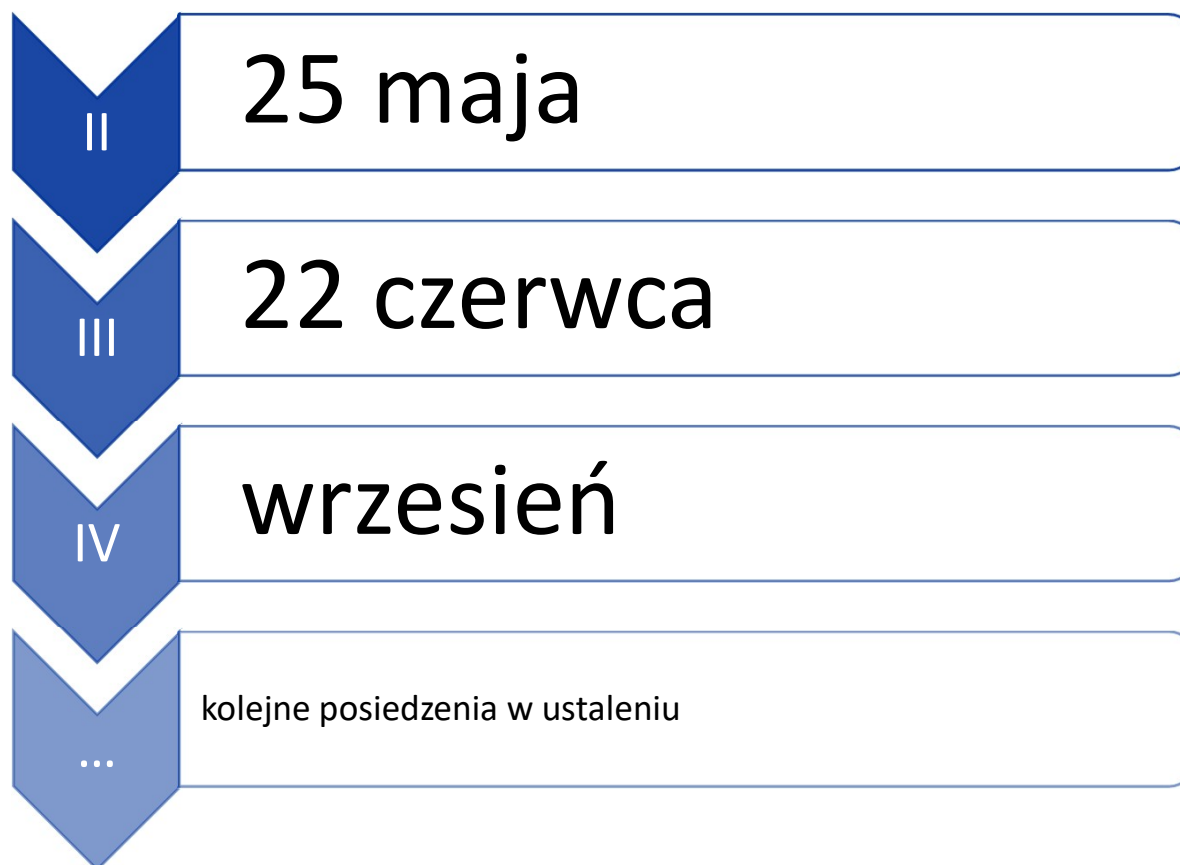 II
25 maja
III
22 czerwca
IV
wrzesień
...
kolejne posiedzenia w ustaleniu